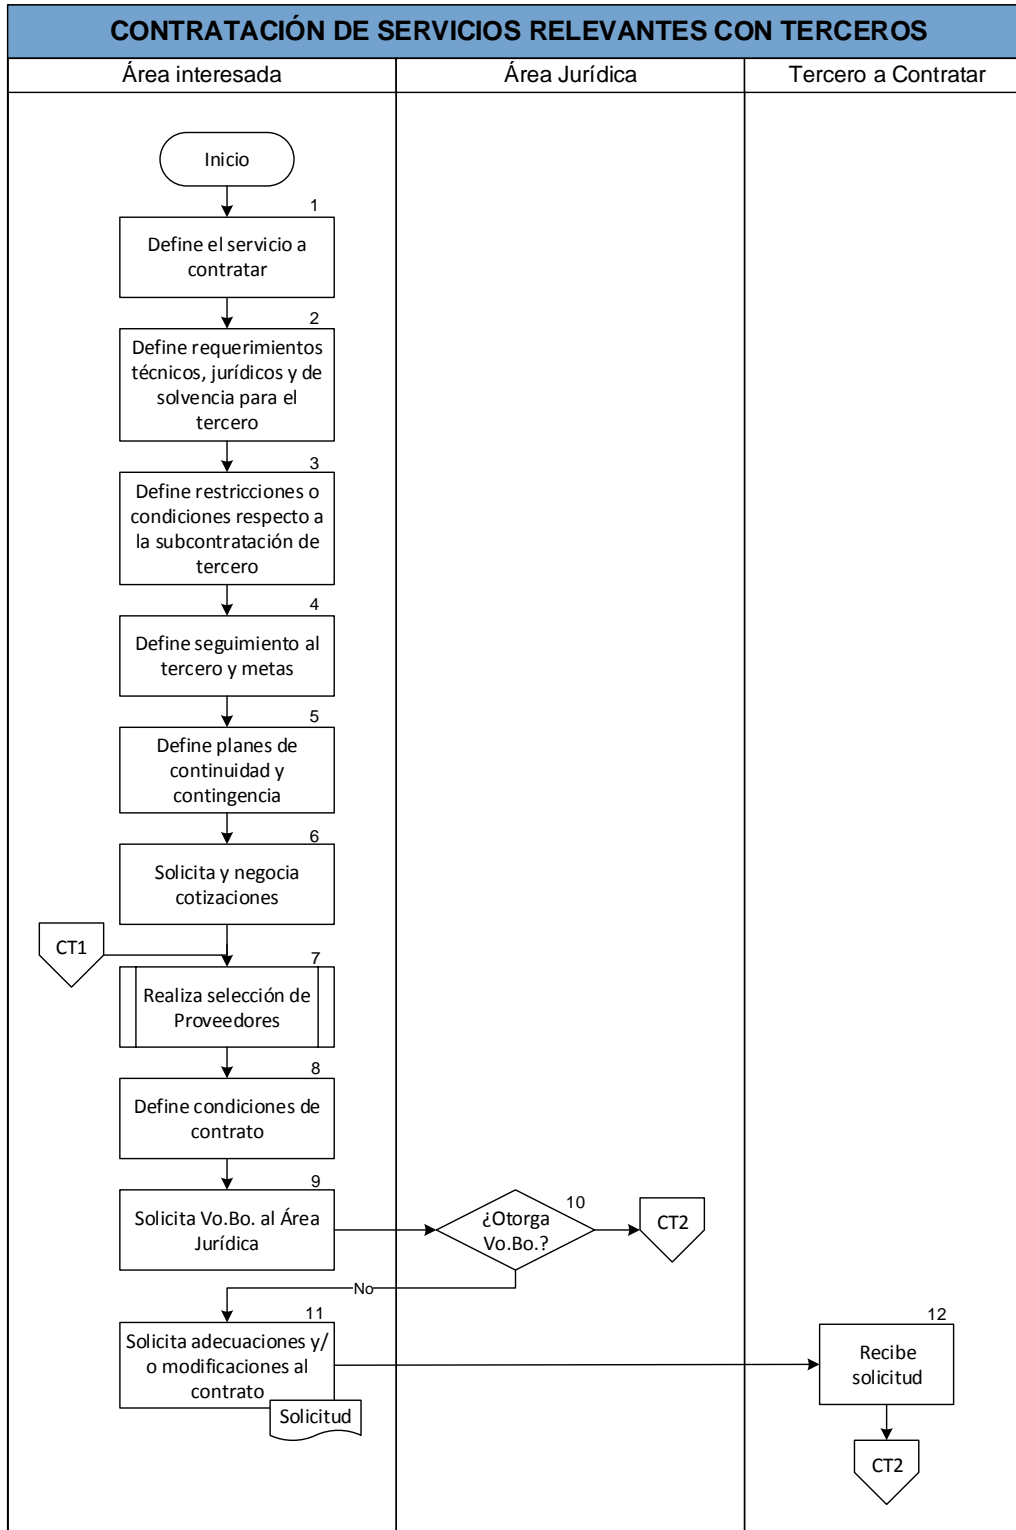 CONTRATACIÓN DE SERVICIOS RELEVANTES CON TERCEROS
Área interesada
Área Jurídica
Tercero a Contratar
Inicio
1
Define el servicio a
contratar
2
Define requerimientos
técnicos, jurídicos y de
solvencia para el
tercero
3
Define restricciones o
condiciones respecto a
la subcontratación de
tercero
4
Define seguimiento al
tercero y metas
5
Define planes de
continuidad y
contingencia
6
Solicita y negocia
cotizaciones
CT1
7
Realiza selección de
Proveedores
8
Define condiciones de
contrato
9
Solicita Vo.Bo. al Área
Jurídica
10
¿Otorga
Vo.Bo.?
CT2
No
11
Solicita adecuaciones y/
o modificaciones al
contrato
Solicitud
12
Recibe
solicitud
CT2